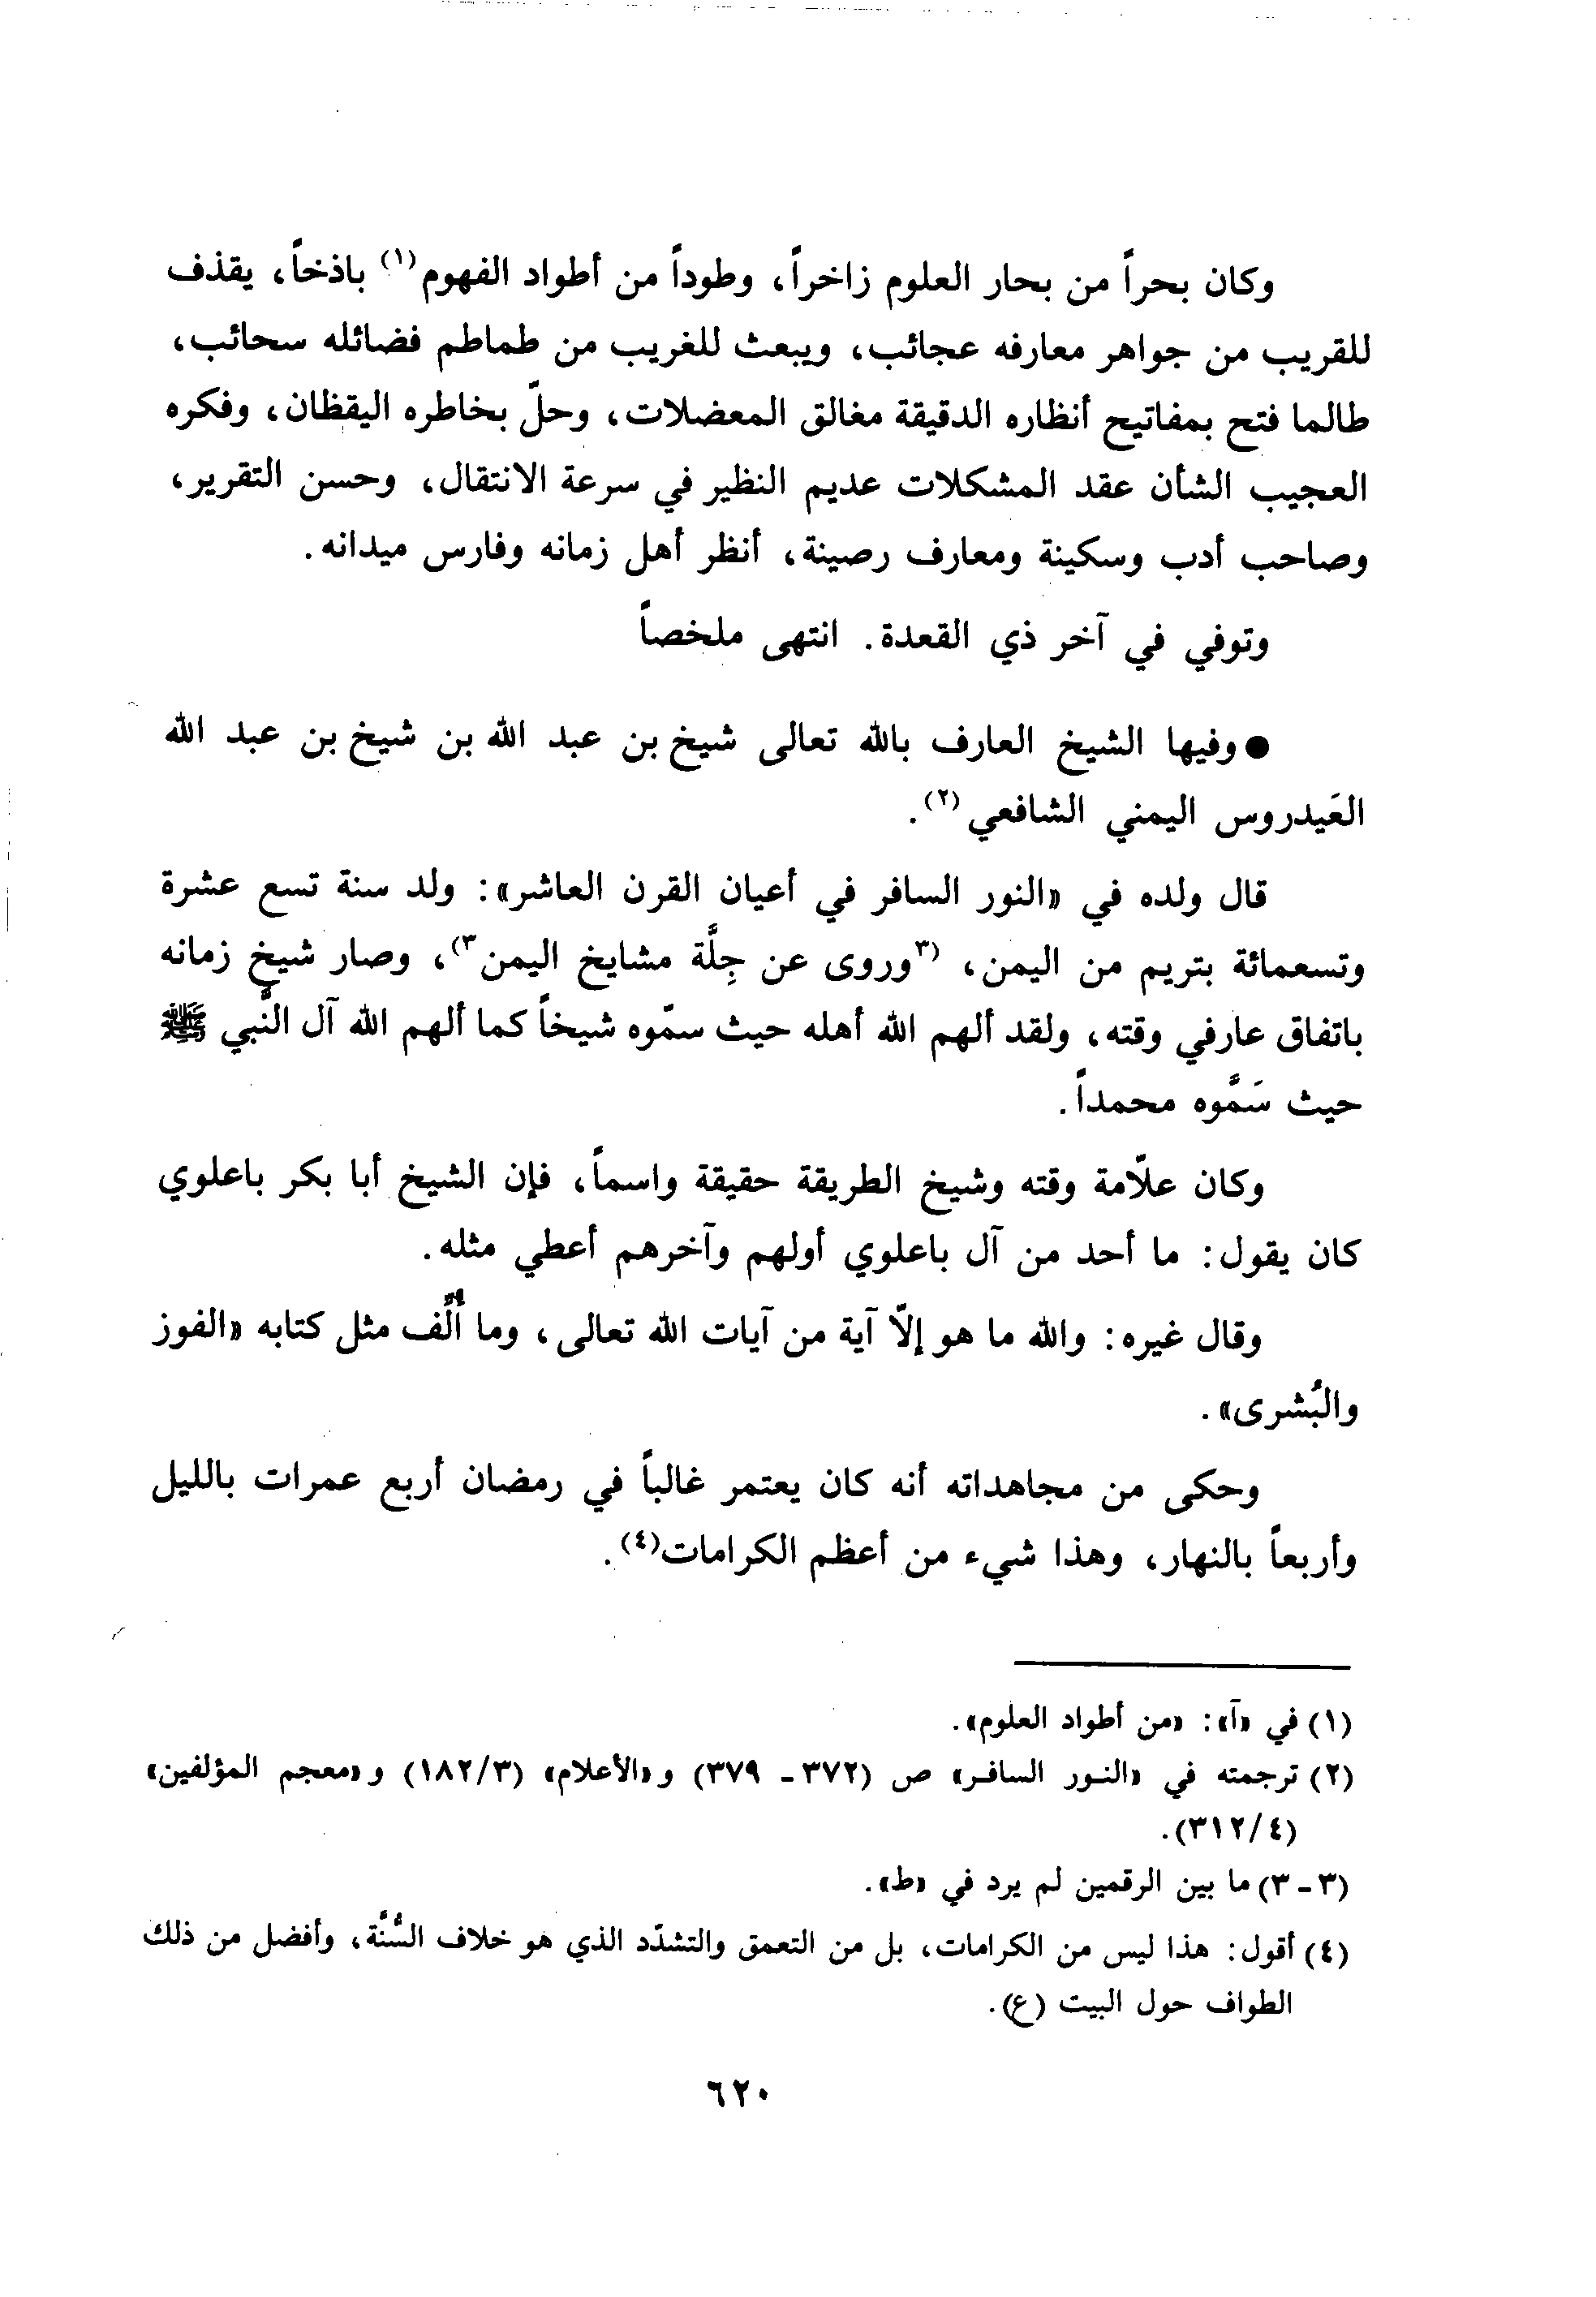 وكان بحراً من بحار العلوم زاخراً، وطوداً من أطواد الفهوم(١) باذخاً، يقذف
للقريب من جواهر معارفه عجائب، ويبعث للغريب من طماطم فضائله سحائب،
طالما فتح بمفاتيح أنظاره الدقيقة مغالق المعضلات، وحلّ بخاطره اليقظان، وفكره
العجيب الشأن عقد المشكلات عديم النظير في سرعة الانتقال، وحسن التقرير،
وصاحب أدب وسكينة ومعارف رصينة، أنظر أهل زمانه وفارس ميدانه.
وتوفي في آخر ذي القعدة. انتهى ملخصاً
● وفيها الشيخ العارف بالله تعالى شيخ بن عبد الله بن شيخ بن عبد الله
العَيدروس اليمني الشافعي(٢).
قال ولده في «النور السافر في أعيان القرن العاشر»: ولد سنة تسع عشرة
وتسعمائة بتريم من اليمن، (٣وروى عن جِلَّة مشايخ اليمن٣)، وصار شيخ زمانه
باتفاق عارفي وقته، ولقد ألهم الله أهله حيث سمّوه شيخاً كما ألهم الله آل النَّبي ﷺ
حيث سَمَّوه محمداً.
وكان علّامة وقته وشيخ الطريقة حقيقة واسماً، فإن الشيخ أبا بكر باعلوي
كان يقول: ما أحد من آل باعلوي أولهم وآخرهم أعطي مثله.
وقال غيره: والله ما هو إلّا آية من آيات الله تعالى، وما أُلِّف مثل كتابه «الفوز
والبُشرى».
وحكى من مجاهداته أنه كان يعتمر غالباً في رمضان أربع عمرات بالليل
وأربعاً بالنهار، وهذا شيء من أعظم الكرامات(٤).
(١) في «آ»: «من أطواد العلوم».
(٢) ترجمته في «النور السافر» ص (٣٧٢ - ٣٧٩) و«الأعلام» (١٨٢/٣) و«معجم المؤلفين»
(٣١٢/٤).
(٣ - ٣) ما بين الرقمين لم يرد في «ط».
(٤) أقول: هذا ليس من الكرامات، بل من التعمق والتشدّد الذي هو خلاف السُّنَّة، وأفضل من ذلك
الطواف حول البيت (ع).
٦٢٠